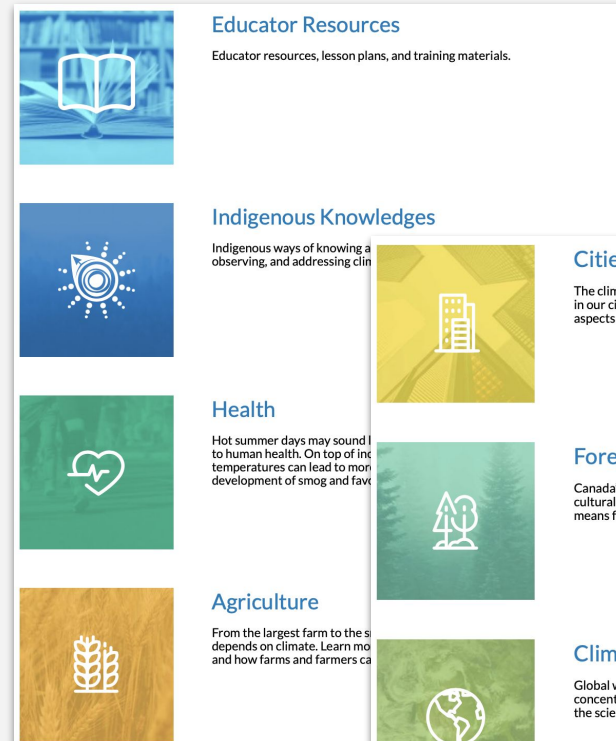 Educator Resources
Educator resources, lesson plans, and training materials.
Indigenous Knowledges
Indigenous ways of knowing a
observing, and addressing clim
Health
Hot summer days may sound
to human health. On top of inc
temperatures can lead to more
development of smog and favo
Agriculture
From the largest farm to the s
depends on climate. Learn mo
and how farms and farmers ca
Citie
The clim
in our ci
aspects
Fore
Canada'
cultural
means f
Clim
Global w
concent
the scie